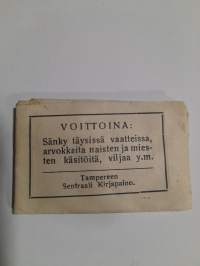 VOITTOINA:
Sänky täysissä vaatteissa,
arvokkaita naisten ja mies-
ten käsitöitä, viljaa y.m.
Tampereen
Sentraali Kirjapaino.